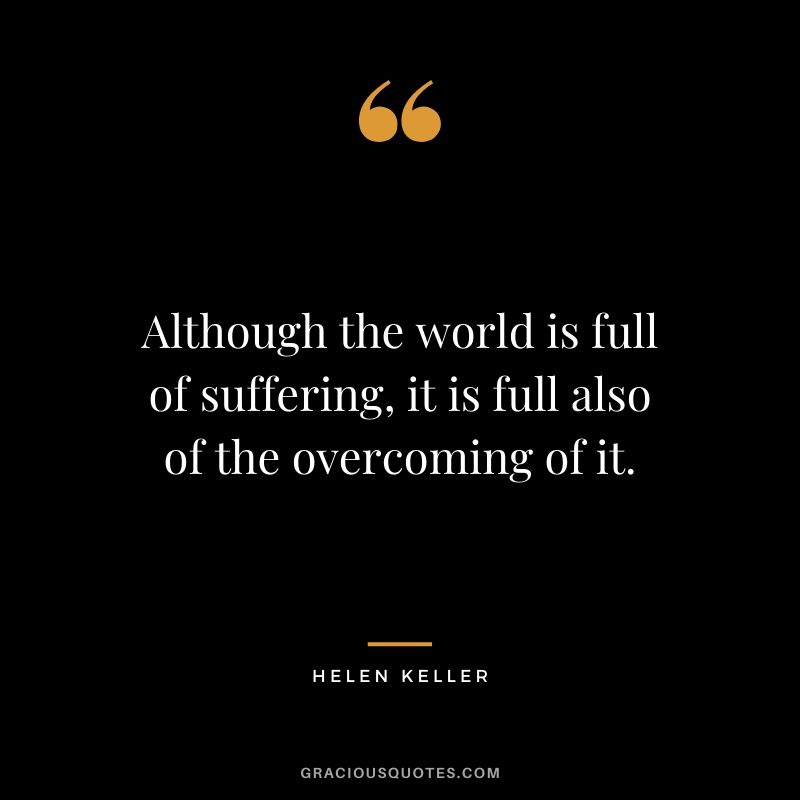 “
Although the world is full
of suffering, it is full also
of the overcoming of it.
HELEN KELLER
GRACIOUSQUOTES.COM